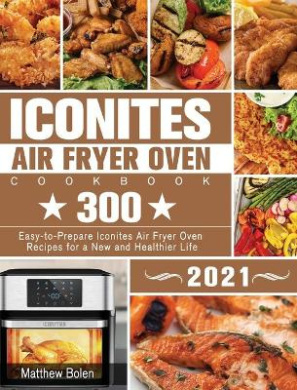 ICONITES
AIR FRYER OVEN
COOKBOOK
300
Easy-to-Prepare Iconites Air Fryer Oven
Recipes for a New and Healthier Life
2021
ICONITES
Matthew Bolen